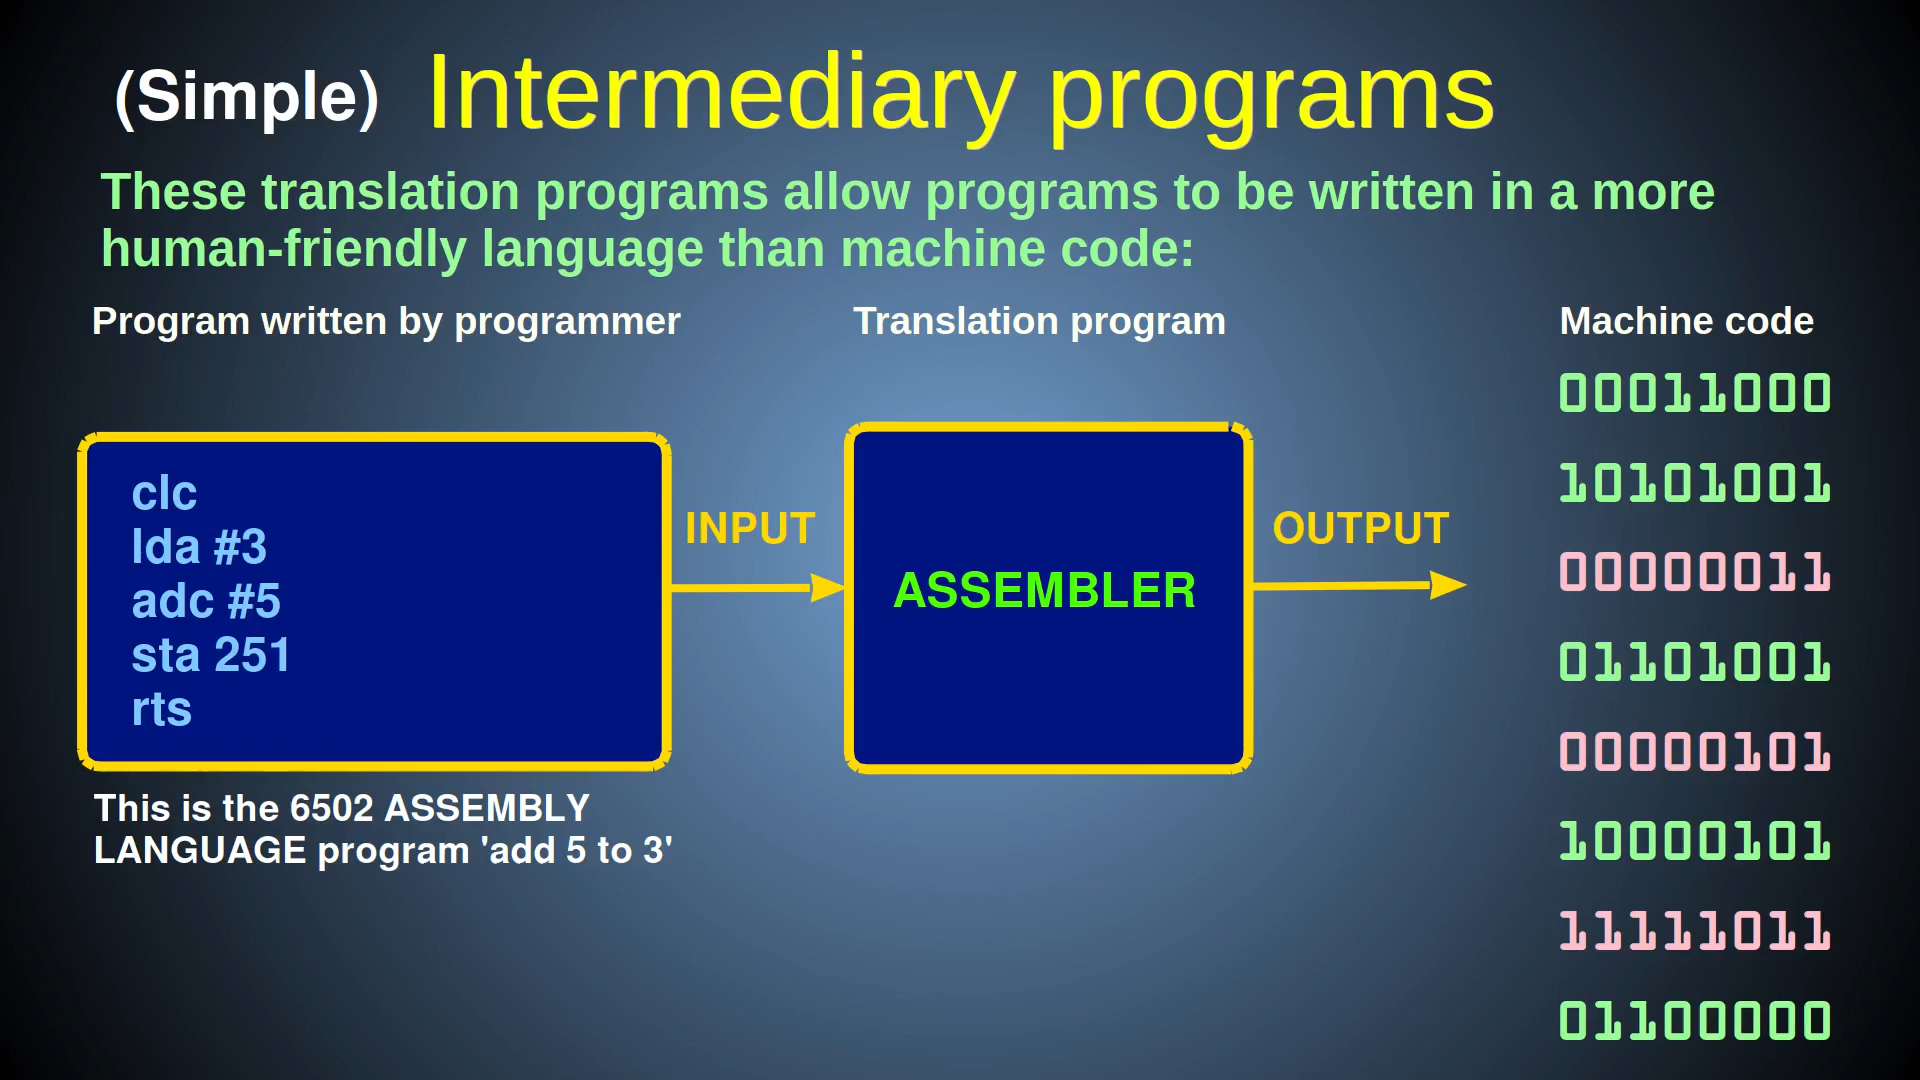 (Simple) Intermediary programs
These translation programs allow programs to be written in a more
human-friendly language than machine code:
Program written by programmer
clc
lda #3
adc #5
sta 251
rts
This is the 6502 ASSEMBLY
LANGUAGE program 'add 5 to 3'
INPUT
Translation program
ASSEMBLER
OUTPUT
Machine code
00011000
10101001
00000011
01101001
00000101
10000101
11111011
01100000